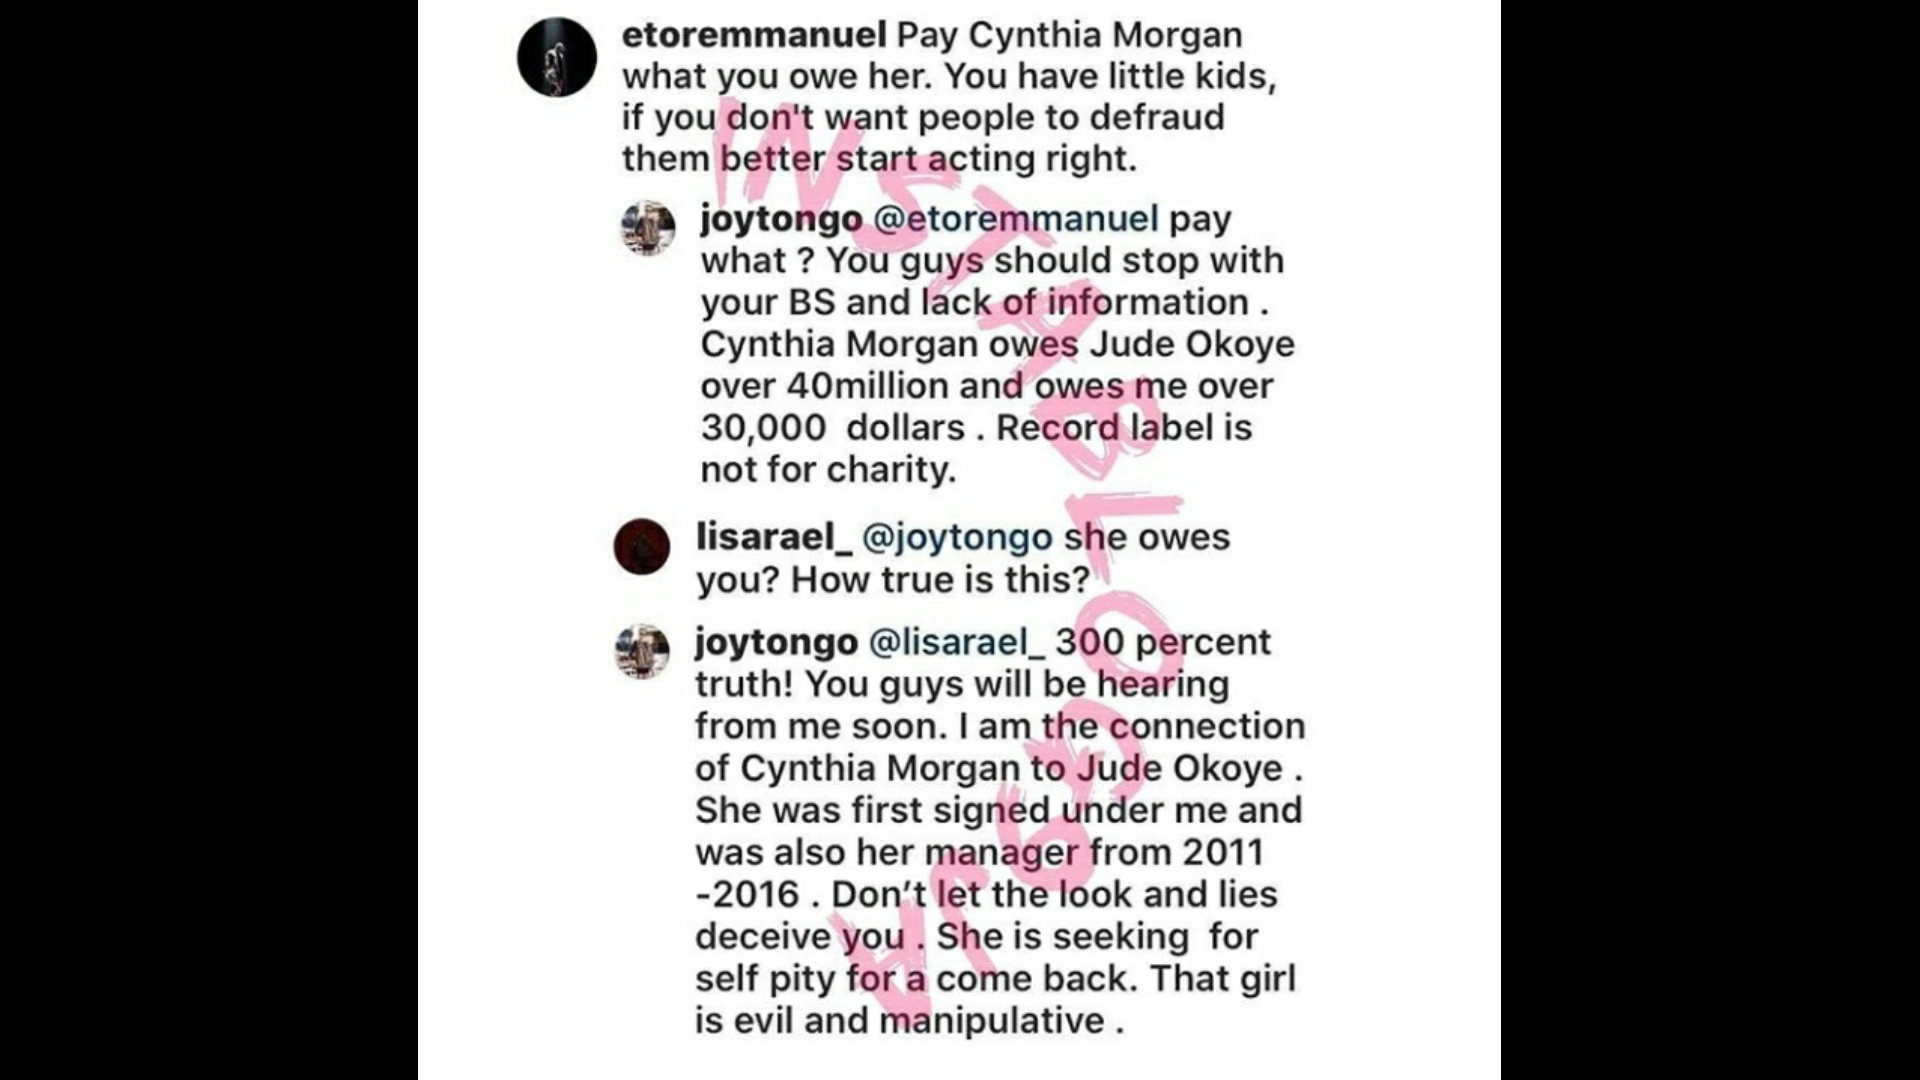 etoremmanuel Pay Cynthia Morgan
what you owe her. You have little kids,
if you don't want people to defraud
them better start acting right.
joytongo @etoremmanuel pay
what ? You guys should stop with
your BS and lack of information .
Cynthia Morgan owes Jude Okoye
over 40million and owes me over
30,000 dollars . Record label is
not for charity.
lisarael_ @joytongo she owes
you? How true is this?
joytongo @lisarael_ 300 percent
truth! You guys will be hearing
from me soon. I am the connection
of Cynthia Morgan to Jude Okoye .
She was first signed under me and
was also her manager from 2011
-2016 . Don't let the look and lies
deceive you . She is seeking for
self pity for a come back. That girl
is evil and manipulative .
INSTABLOG9JA